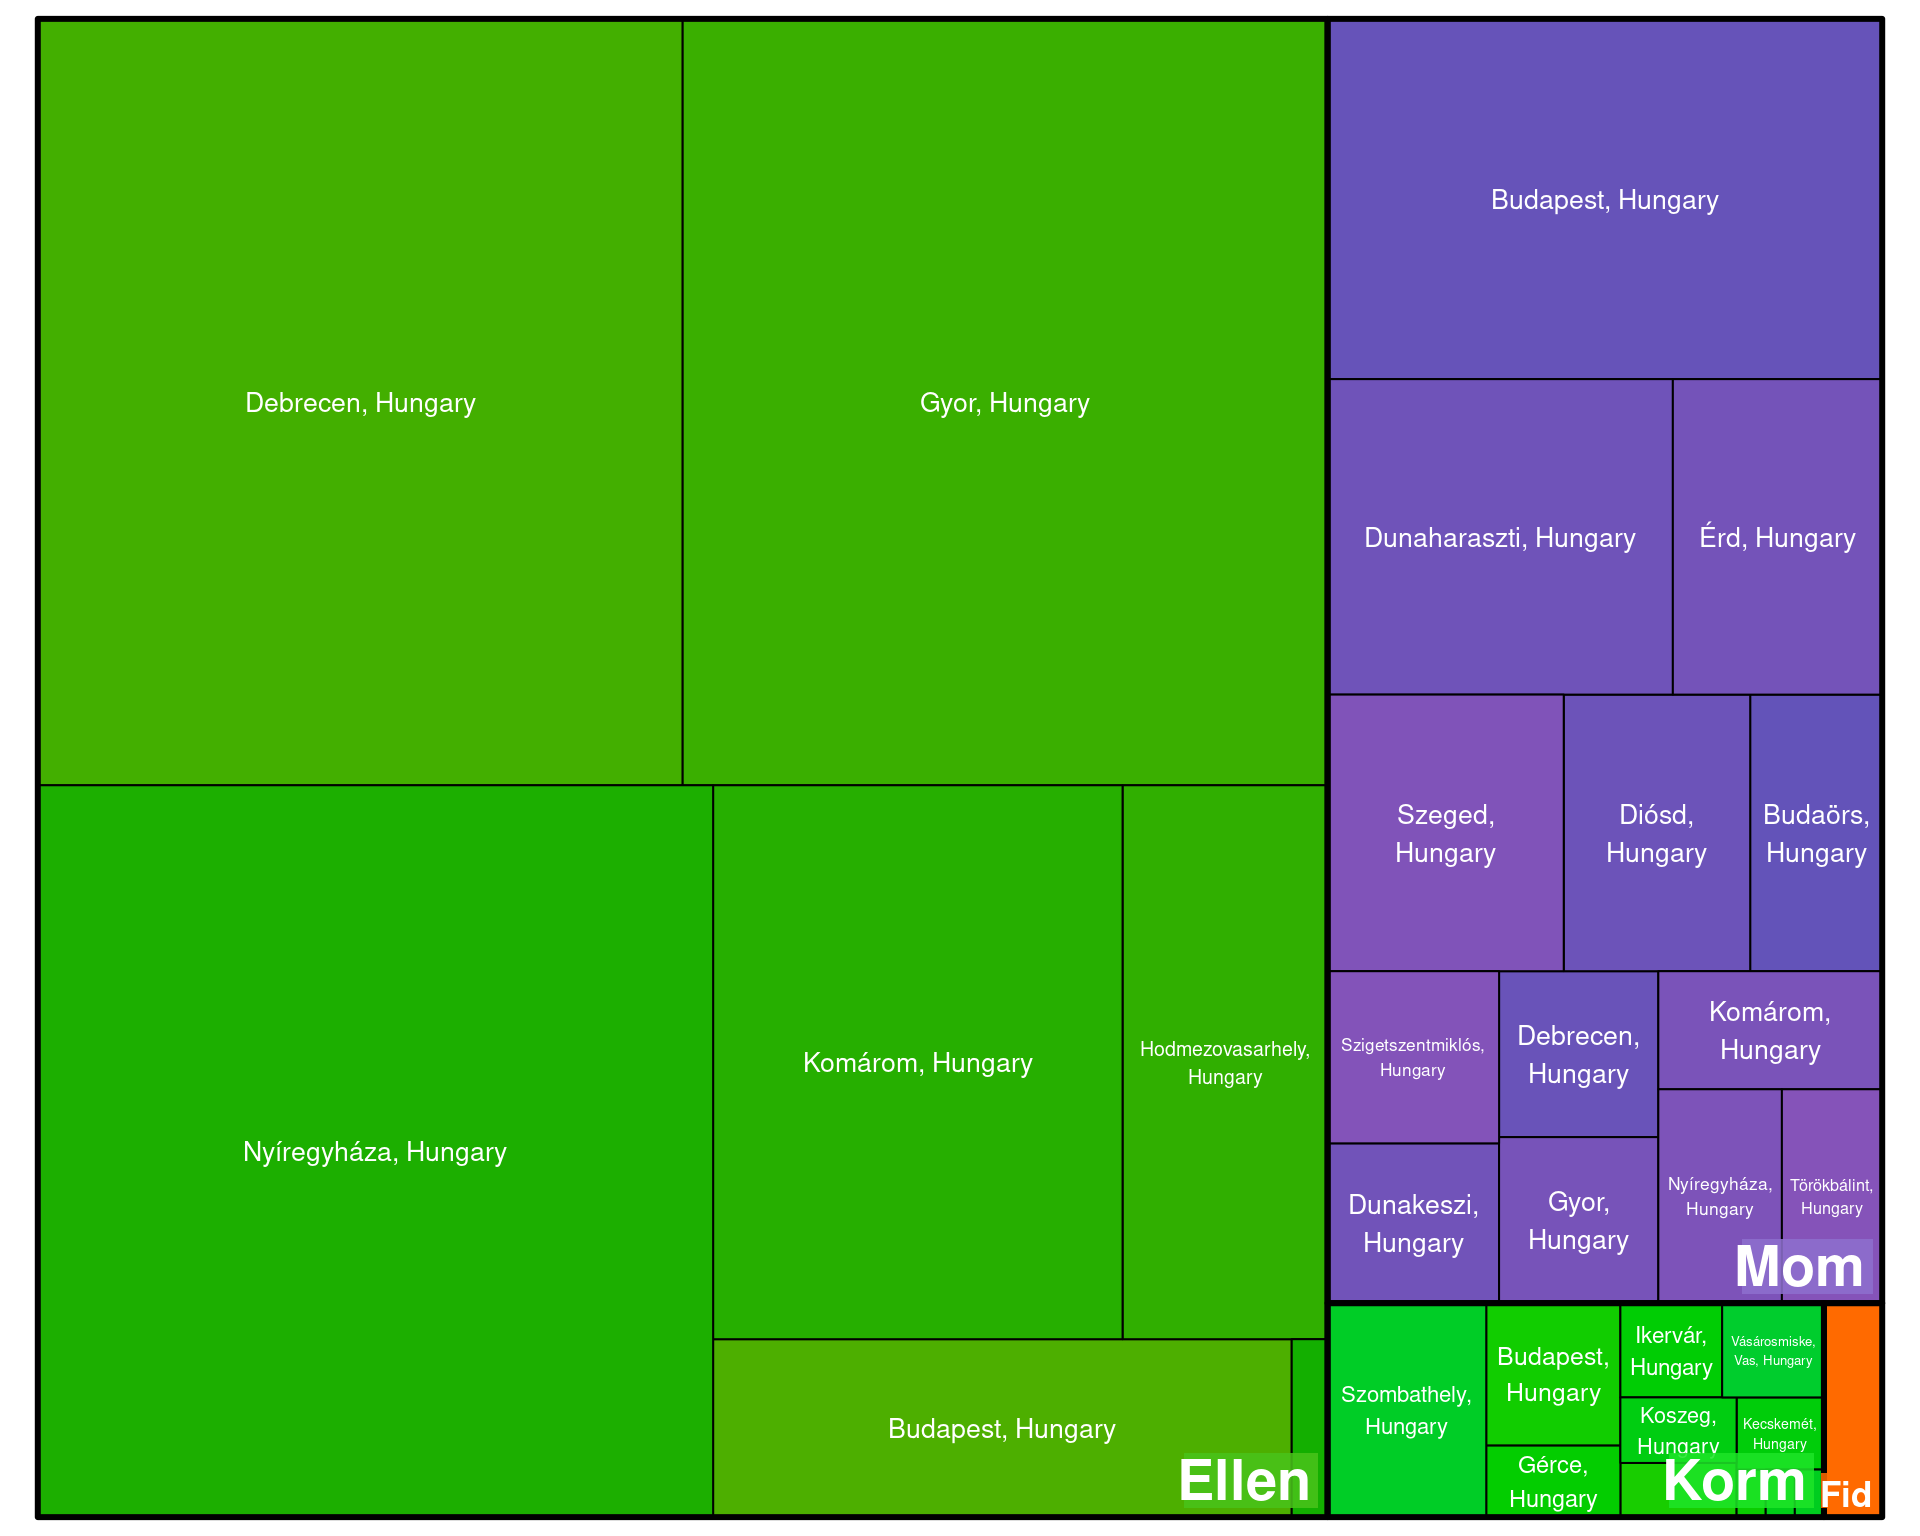 Debrecen, Hungary
Gyor, Hungary
Nyíregyháza, Hungary
Komárom, Hungary
Hodmezovasarhely,
Hungary
Budapest, Hungary
Ellen
Budapest, Hungary
Dunaharaszti, Hungary
Érd, Hungary
Szeged,
Hungary
Diósd,
Hungary
Budaörs,
Hungary
Szigetszentmiklós,
Hungary
Debrecen,
Hungary
Komárom,
Hungary
Dunakeszi,
Hungary
Gyor,
Hungary
Nyíregyháza,
Hungary
Törökbálint,
Hungary
Mom
Szombathely,
Hungary
Budapest,
Hungary
Gérce,
Hungary
Ikervár,
Hungary
Vásárosmiske,
Vas, Hungary
Koszeg,
Hungary
Kecskemét,
Hungary
Korm
Fid